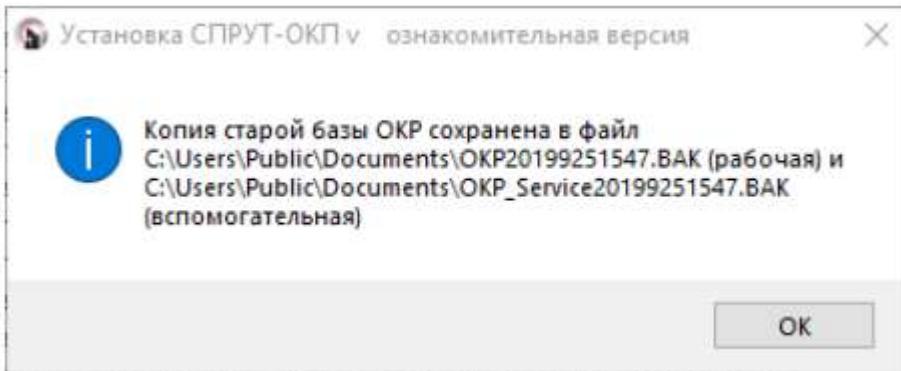 Установка СПРУТ-ОКП v ознакомительная версия
Копия старой базы ОКР сохранена в файл
C:\Users\Public\Documents\OKP20199251547.BAK (рабочая) и
C:\Users\Public\Documents\OKP_Service20199251547.BAK
(вспомогательная)
ОК